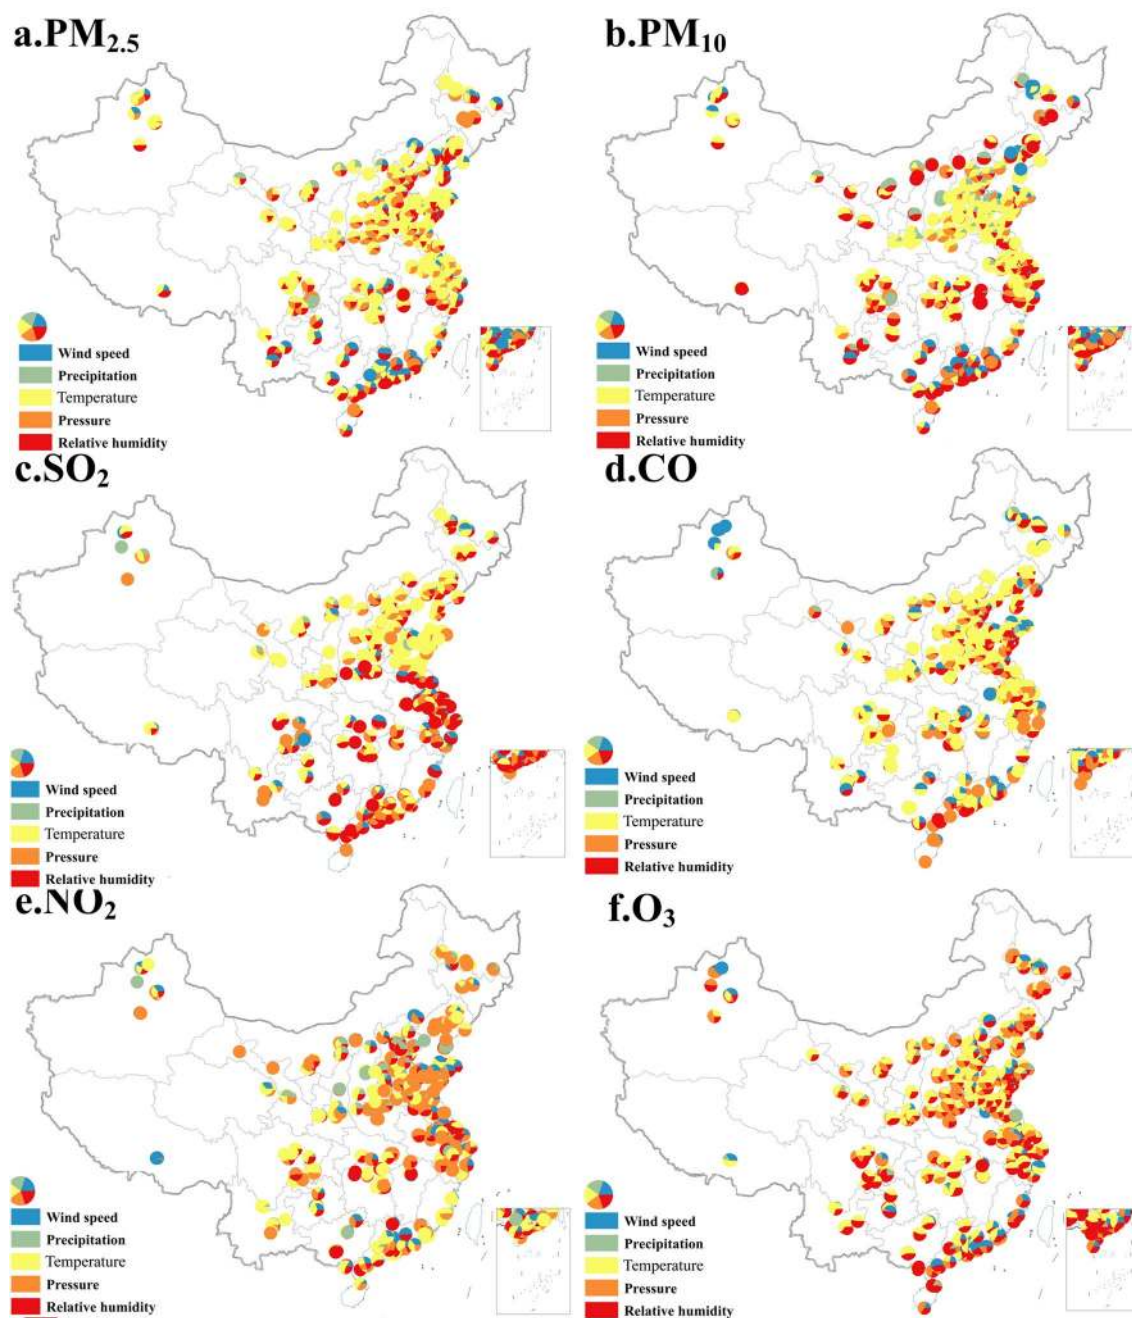 a.PM2.5
b.PM10
Wind speed
Precipitation
Temperature
Pressure
Relative humidity
Wind speed
Precipitation
Temperature
Pressure
Relative humidity
c.SO2
d.CO
Wind speed
Precipitation
Temperature
Pressure
Relative humidity
Wind speed
Precipitation
Temperature
Pressure
Relative humidity
e.NO2
f.O3
Wind speed
Precipitation
Temperature
Pressure
Relative humidity
Wind speed
Precipitation
Temperature
Pressure
Relative humidity